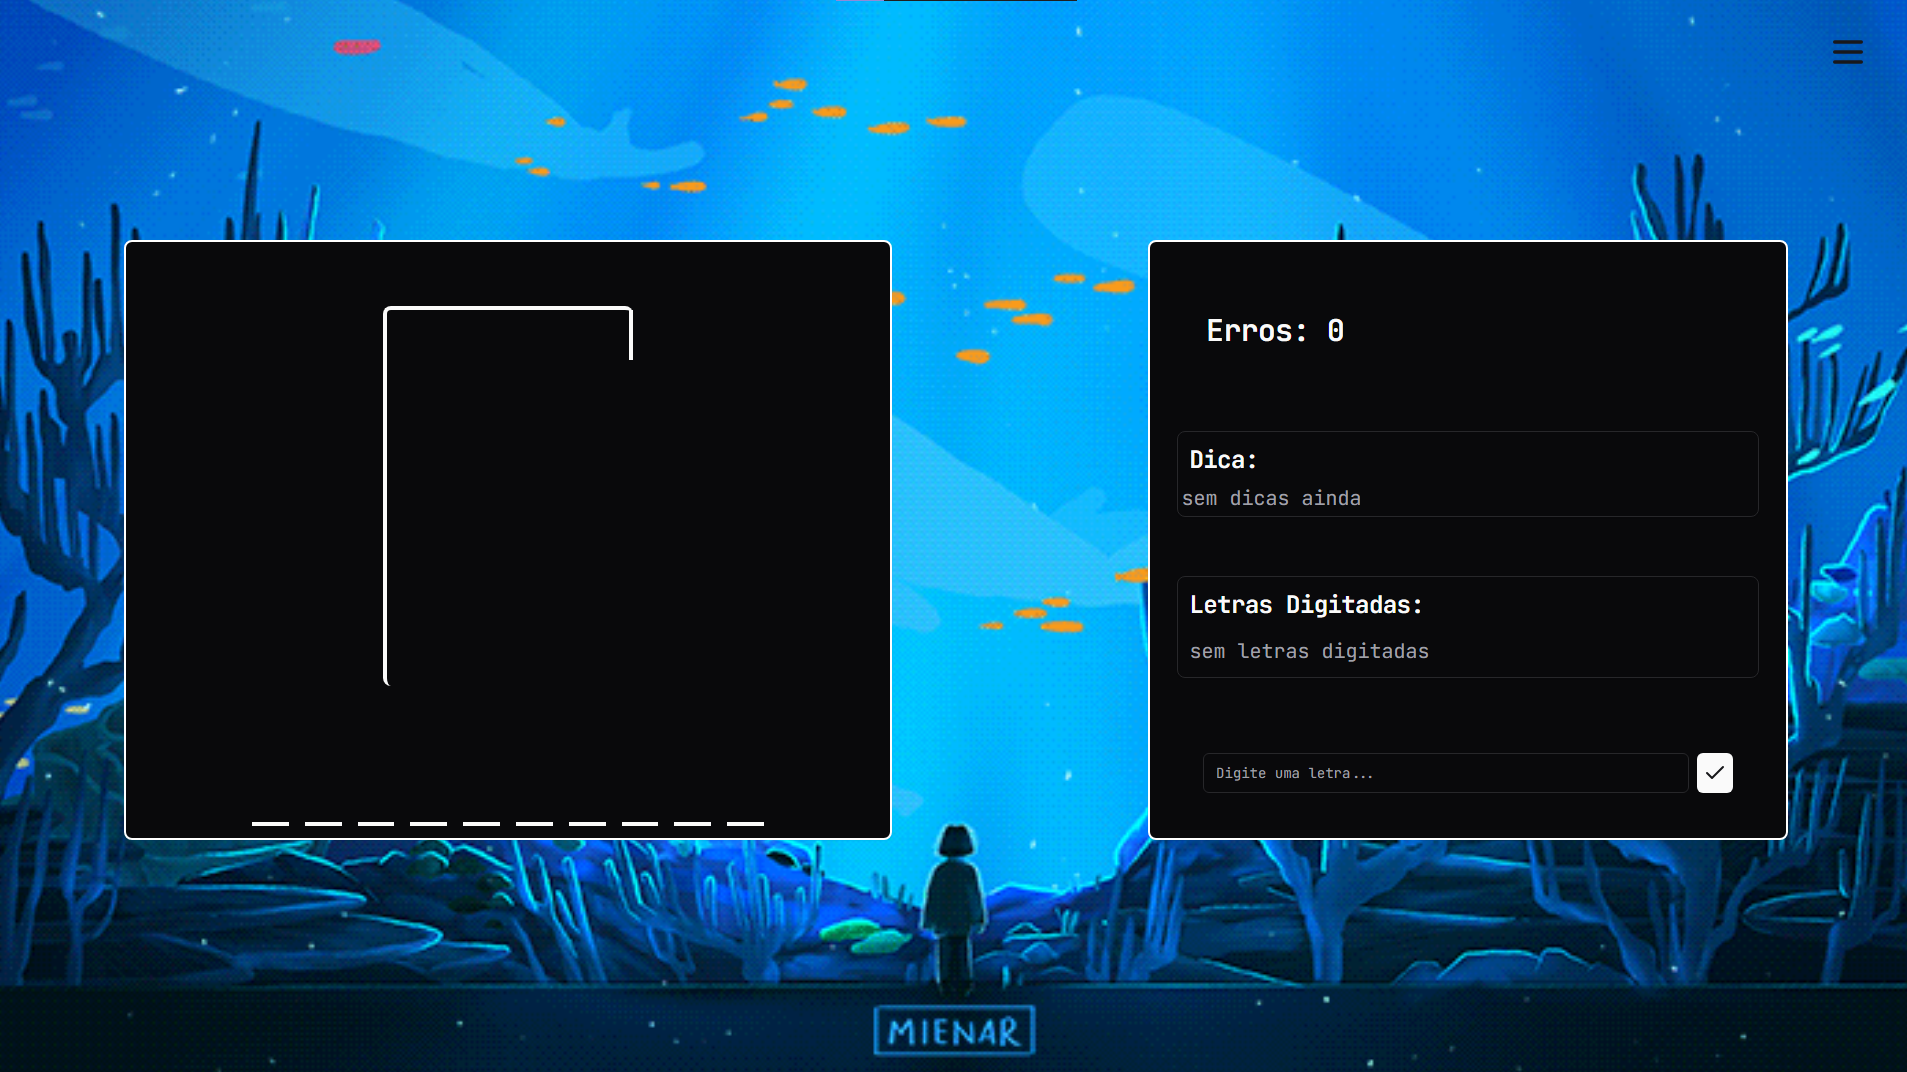 Erros: 0
Dica:
sem dicas ainda
Letras Digitadas:
sem letras digitadas
Digite uma letra...
MIENAR